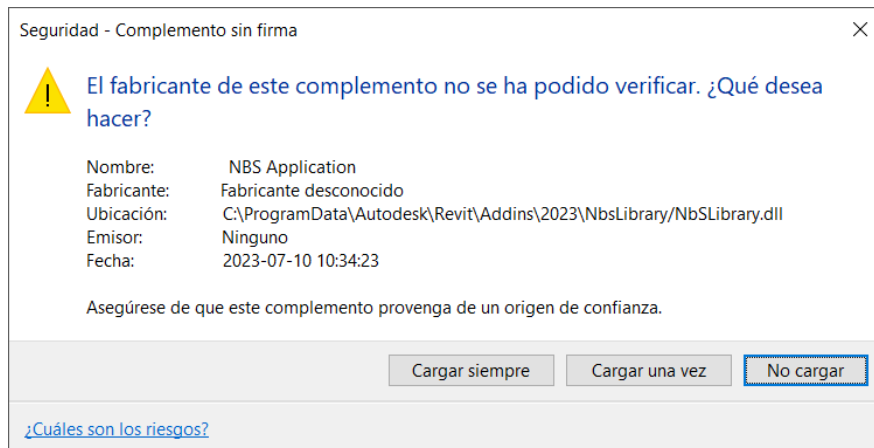 Seguridad - Complemento sin firma
El fabricante de este complemento no se ha podido verificar. ¿Qué desea
hacer?
Nombre: NBS Application
Fabricante: Fabricante desconocido
Ubicación: C:\ProgramData\Autodesk\Revit\Addins\2023\NbsLibrary/NbSLibrary.dll
Emisor: Ninguno
Fecha: 2023-07-10 10:34:23
Asegúrese de que este complemento provenga de un origen de confianza.
Cargar siempre Cargar una vez No cargar
¿Cuáles son los riesgos?